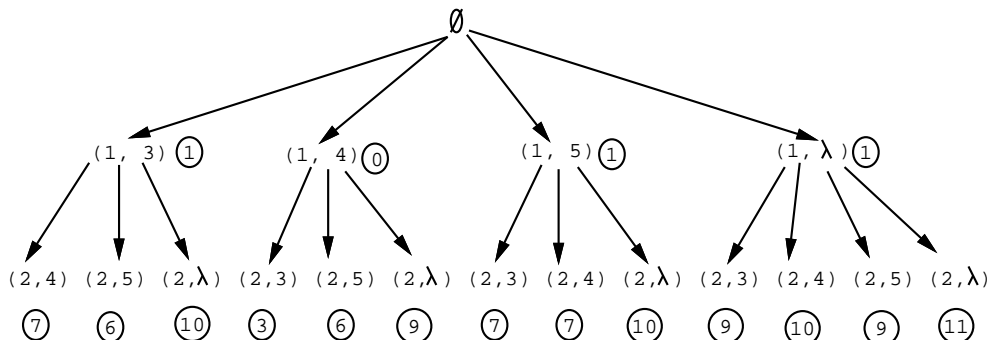 Ø
(1, 3) 1 (1, 4) 0 (1, 5) 1 (1, λ) 1
(2,4) (2,5) (2,λ) (2,3) (2,5) (2,λ) (2,3) (2,4) (2,λ) (2,3) (2,4) (2,5) (2,λ)
7 6 10 3 6 9 7 7 10 9 10 9 11